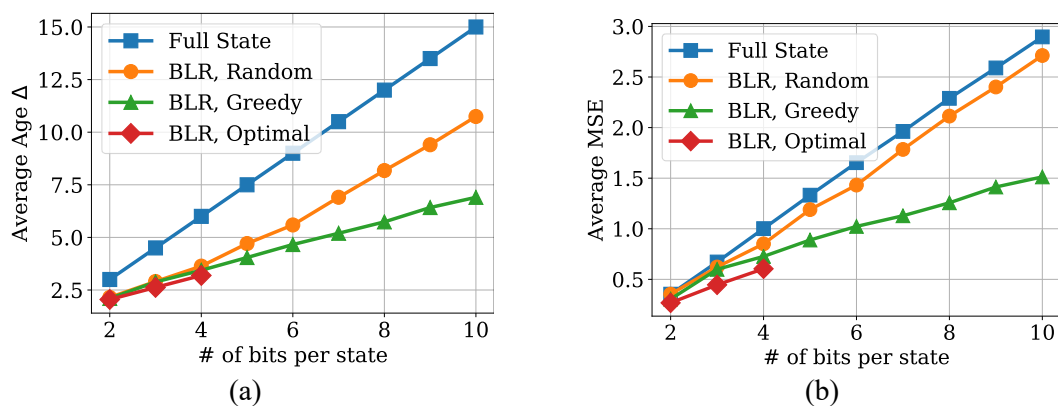 15.0
12.5
10.0
7.5
5.0
2.5
Average Age Δ
Full State
BLR, Random
BLR, Greedy
BLR, Optimal
2
4
6
8
10
# of bits per state
(a)
3.0
2.5
2.0
1.5
1.0
0.5
Average MSE
Full State
BLR, Random
BLR, Greedy
BLR, Optimal
2
4
6
8
10
# of bits per state
(b)